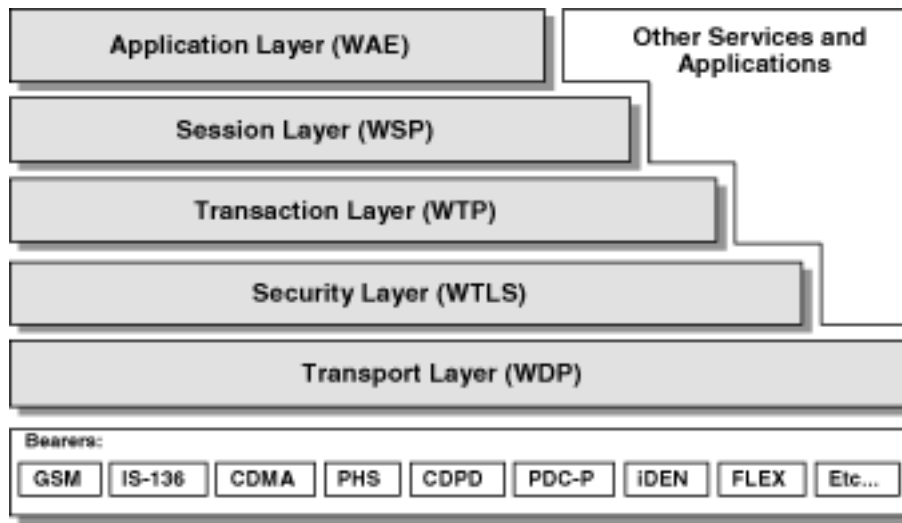 Application Layer (WAE)
Other Services and
Applications
Session Layer (WSP)
Transaction Layer (WTP)
Security Layer (WTLS)
Transport Layer (WDP)
Bearers:
GSM IS-136 CDMA PHS CDPD PDC-P iDEN FLEX Etc...